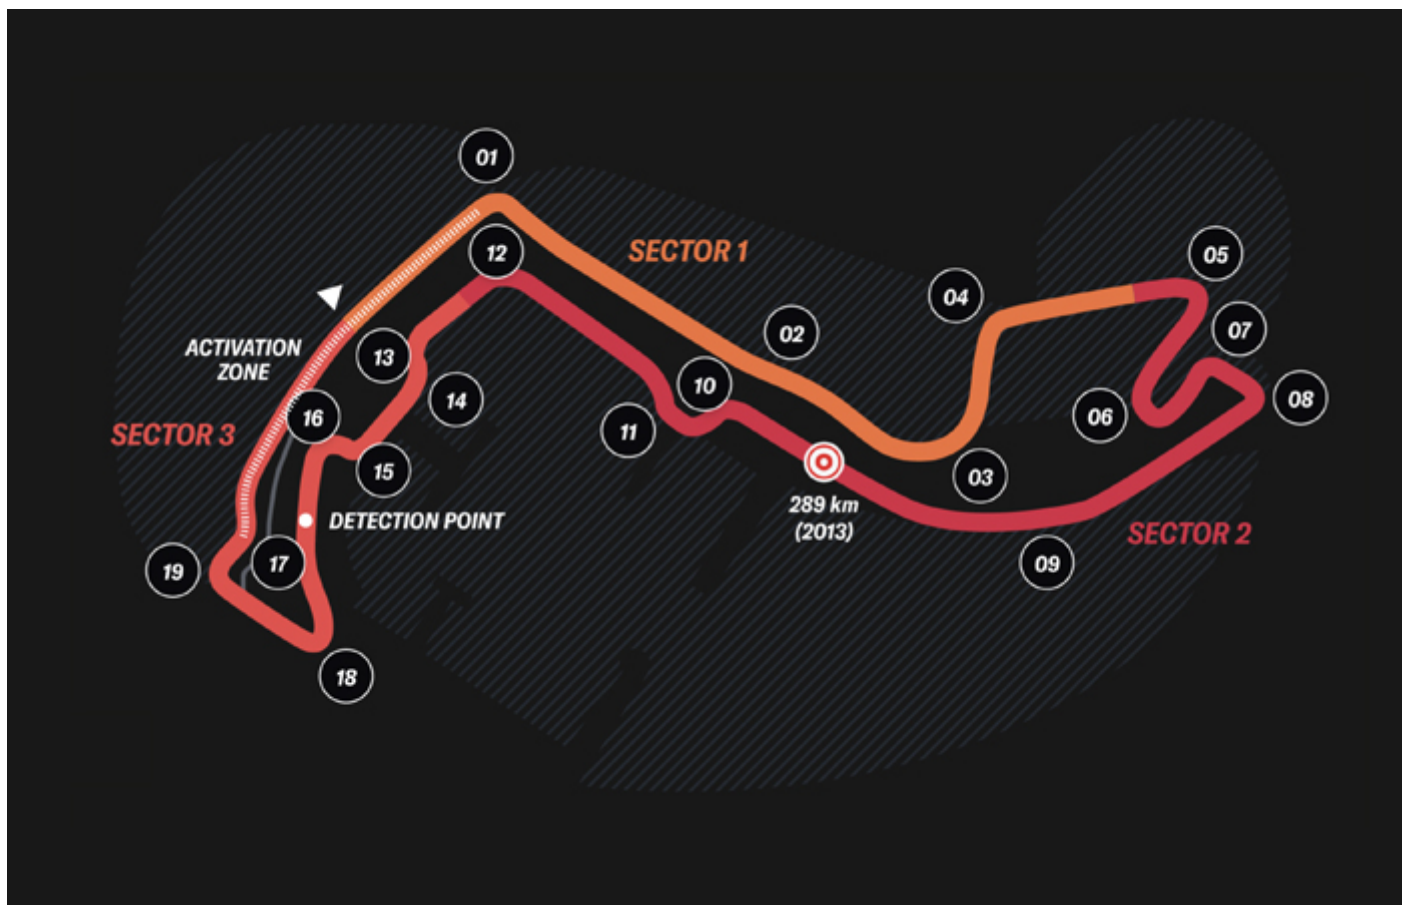 01
12
SECTOR 1
02
04
05
07
08
06
03
09
SECTOR 2
10
11
289 km
(2013)
13
14
ACTIVATION
ZONE
16
SECTOR 3
15
DETECTION POINT
17
19
18